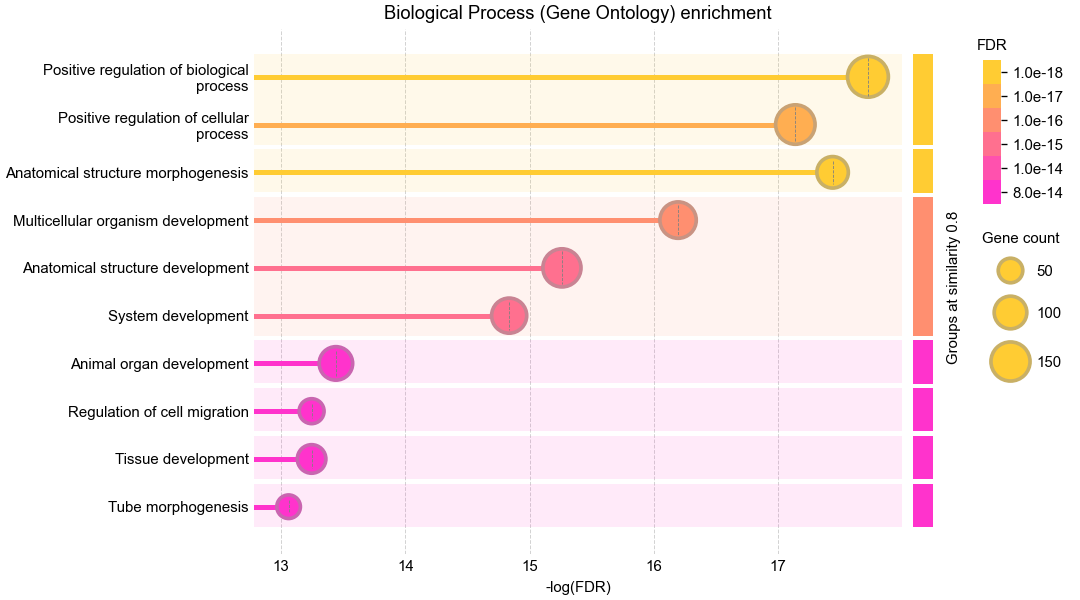 Biological Process (Gene Ontology) enrichment
Positive regulation of biological
process
Positive regulation of cellular
process
Anatomical structure morphogenesis
Multicellular organism development
Anatomical structure development
System development
Animal organ development
Regulation of cell migration
Tissue development
Tube morphogenesis
13 14 15 16 17
-log(FDR)
Groups at similarity 0.8
FDR
1.0e-18
1.0e-17
1.0e-16
1.0e-15
1.0e-14
8.0e-14
Gene count
50
100
150